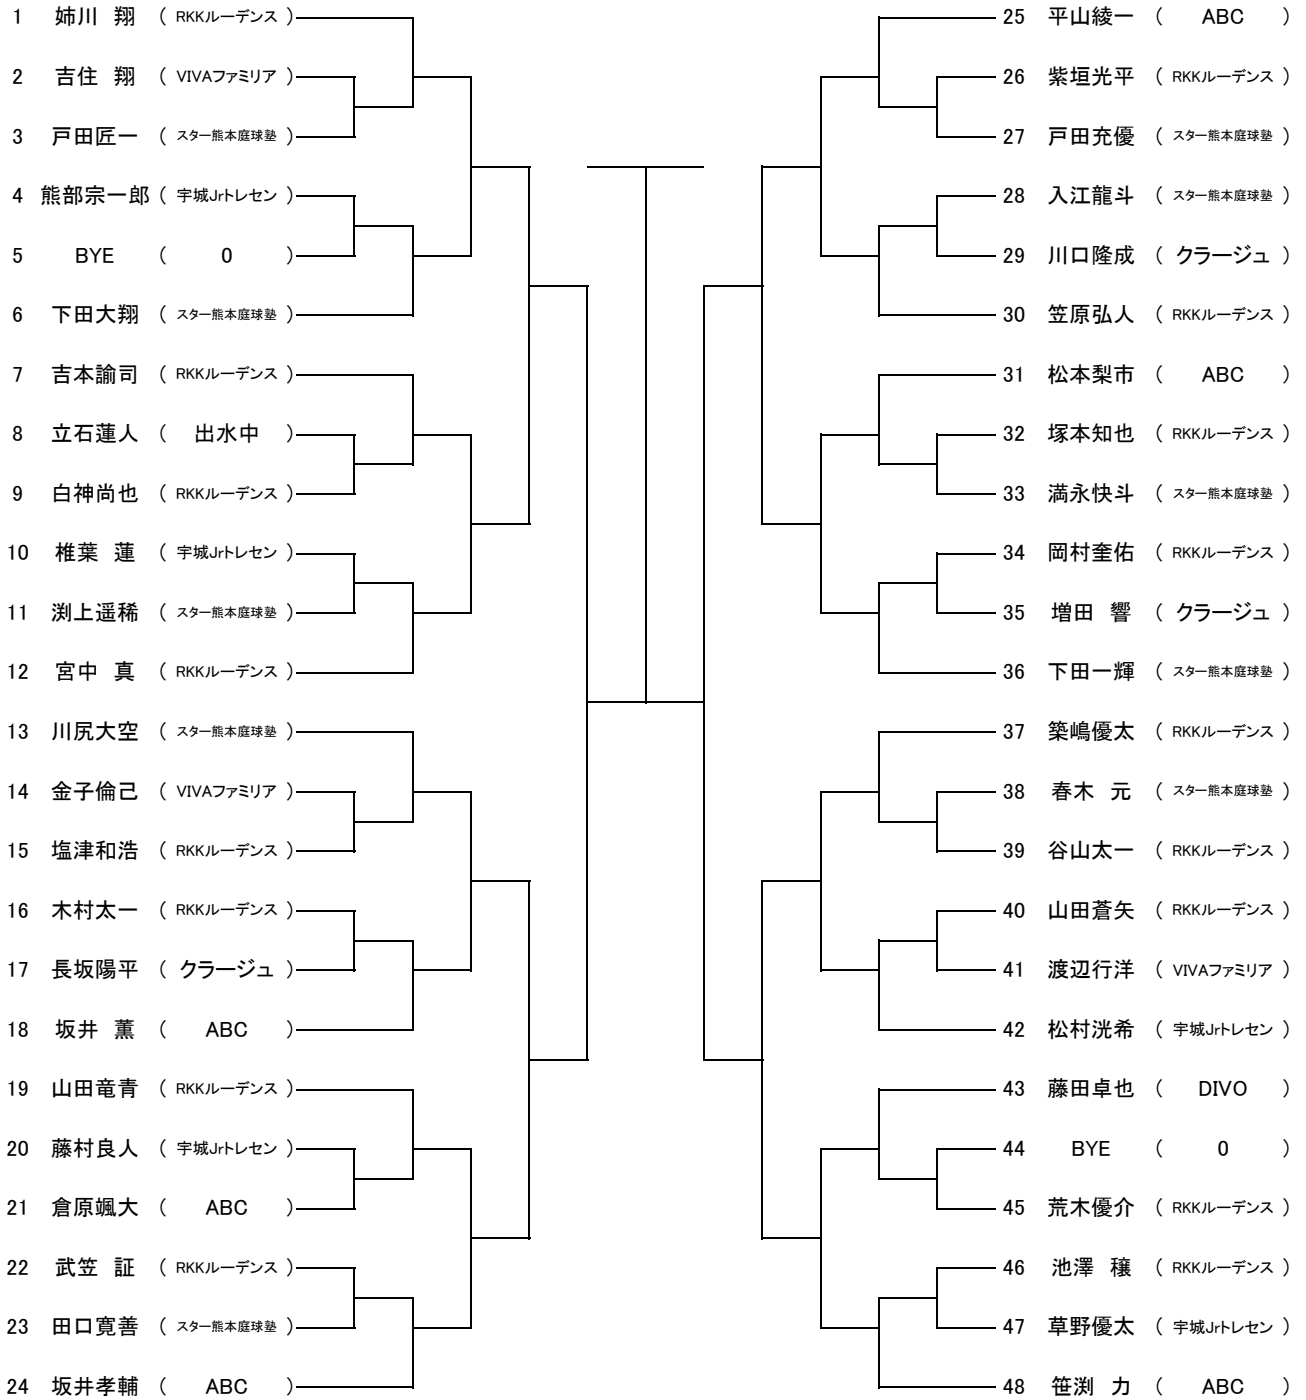 1 姉川 翔 ( RKKルーデンス )
2 吉住 翔 ( VIVAファミリア )
3 戸田匠一 ( スター熊本庭球塾 )
4 熊部宗一郎 ( 宇城Jrトレセン )
5 BYE ( 0 )
6 下田大翔 ( スター熊本庭球塾 )
7 吉本諭司 ( RKKルーデンス )
8 立石蓮人 ( 出水中 )
9 白神尚也 ( RKKルーデンス )
10 椎葉 蓮 ( 宇城Jrトレセン )
11 渕上遥稀 ( スター熊本庭球塾 )
12 宮中 真 ( RKKルーデンス )
13 川尻大空 ( スター熊本庭球塾 )
14 金子倫己 ( VIVAファミリア )
15 塩津和浩 ( RKKルーデンス )
16 木村太一 ( RKKルーデンス )
17 長坂陽平 ( クラージュ )
18 坂井 薫 ( ABC )
19 山田竜青 ( RKKルーデンス )
20 藤村良人 ( 宇城Jrトレセン )
21 倉原颯大 ( ABC )
22 武笠 証 ( RKKルーデンス )
23 田口寛善 ( スター熊本庭球塾 )
24 坂井孝輔 ( ABC )
25 平山綾一 ( ABC )
26 紫垣光平 ( RKKルーデンス )
27 戸田充優 ( スター熊本庭球塾 )
28 入江龍斗 ( スター熊本庭球塾 )
29 川口隆成 ( クラージュ )
30 笠原弘人 ( RKKルーデンス )
31 松本梨市 ( ABC )
32 塚本知也 ( RKKルーデンス )
33 満永快斗 ( スター熊本庭球塾 )
34 岡村奎佑 ( RKKルーデンス )
35 増田 響 ( クラージュ )
36 下田一輝 ( スター熊本庭球塾 )
37 築嶋優太 ( RKKルーデンス )
38 春木 元 ( スター熊本庭球塾 )
39 谷山太一 ( RKKルーデンス )
40 山田蒼矢 ( RKKルーデンス )
41 渡辺行洋 ( VIVAファミリア )
42 松村洸希 ( 宇城Jrトレセン )
43 藤田卓也 ( DIVO )
44 BYE ( 0 )
45 荒木優介 ( RKKルーデンス )
46 池澤 穣 ( RKKルーデンス )
47 草野優太 ( 宇城Jrトレセン )
48 笹渕 力 ( ABC )